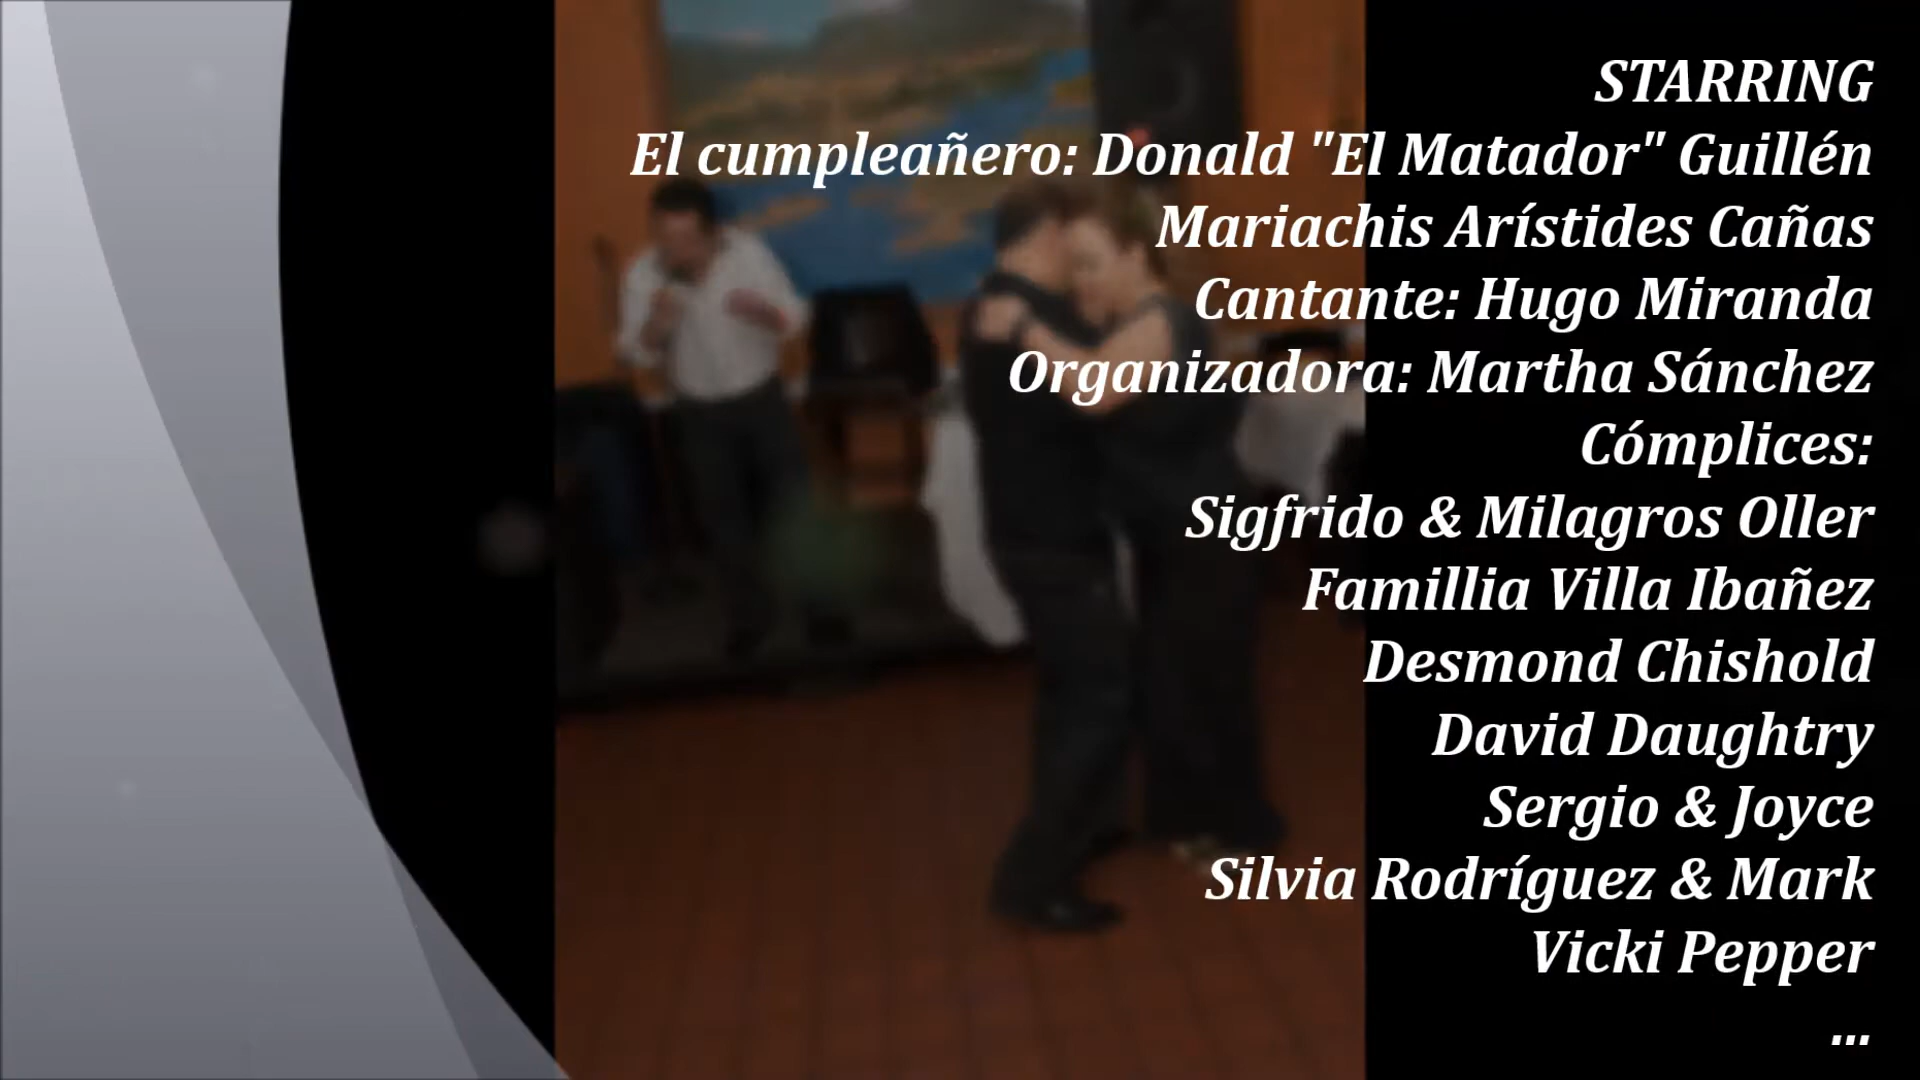 STARRING
El cumpleañero: Donald "El Matador" Guillén
Mariachis Arístides Cañas
Cantante: Hugo Miranda
Organizadora: Martha Sánchez
Cómplices:
Sigfrido & Milagros Oller
Famillia Villa Ibañez
Desmond Chishold
David Daughtry
Sergio & Joyce
Silvia Rodríguez & Mark
Vicki Pepper
...